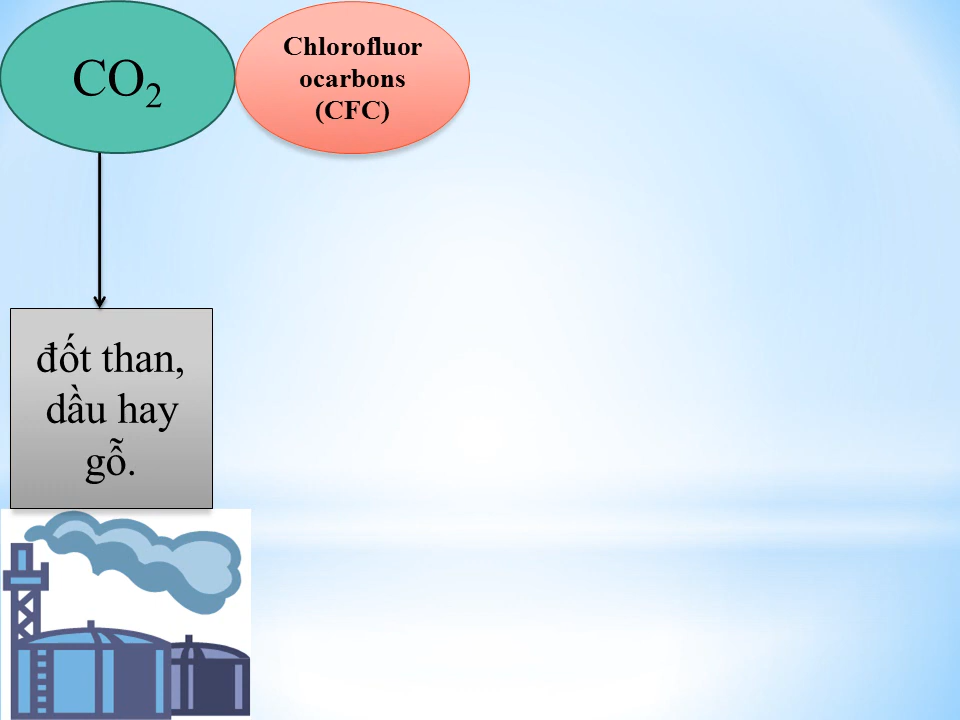 CO₂
Chlorofluor
ocarbons
(CFC)
đốt than,
dầu hay
gỗ.